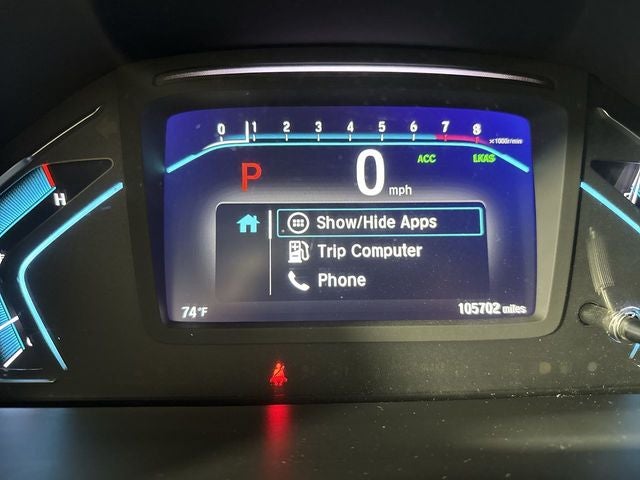 0 1 2 3 4 5 6 7 8 x1000r/min
P 0 mph ACC LKAS
H
Show/Hide Apps
Trip Computer
Phone
74°F 105702 miles